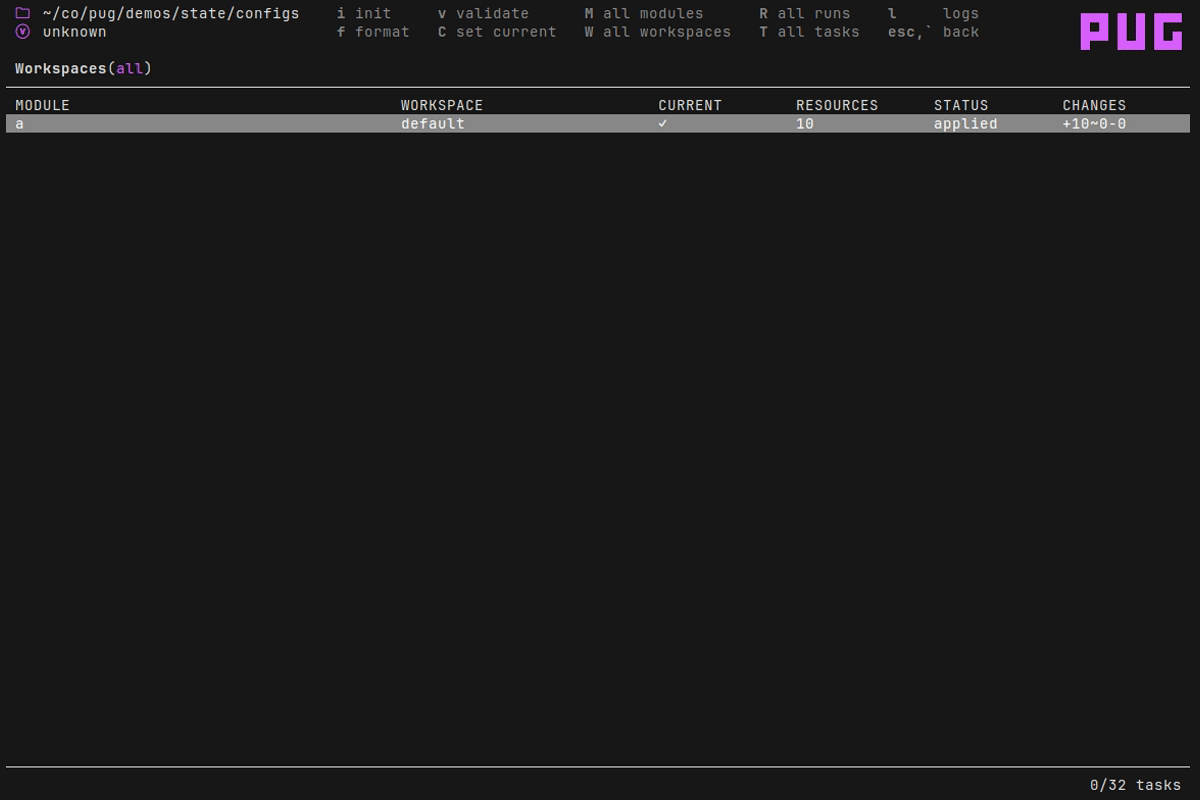 ~/co/pug/demos/state/configs i init v validate M all modules R all runs l logs
unknown f format C set current W all workspaces T all tasks esc,` back
PUG
Workspaces(all)
MODULE WORKSPACE CURRENT RESOURCES STATUS CHANGES
a default ✓ 10 applied +10~0-0
0/32 tasks